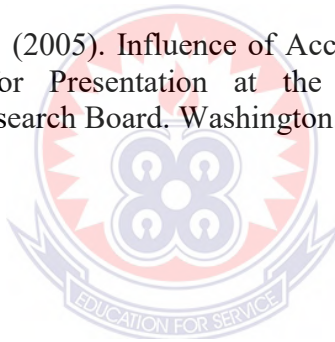 (2005). Influence of Acc
or Presentation at the
search Board. Washington
EDUCATION FOR SERVICE